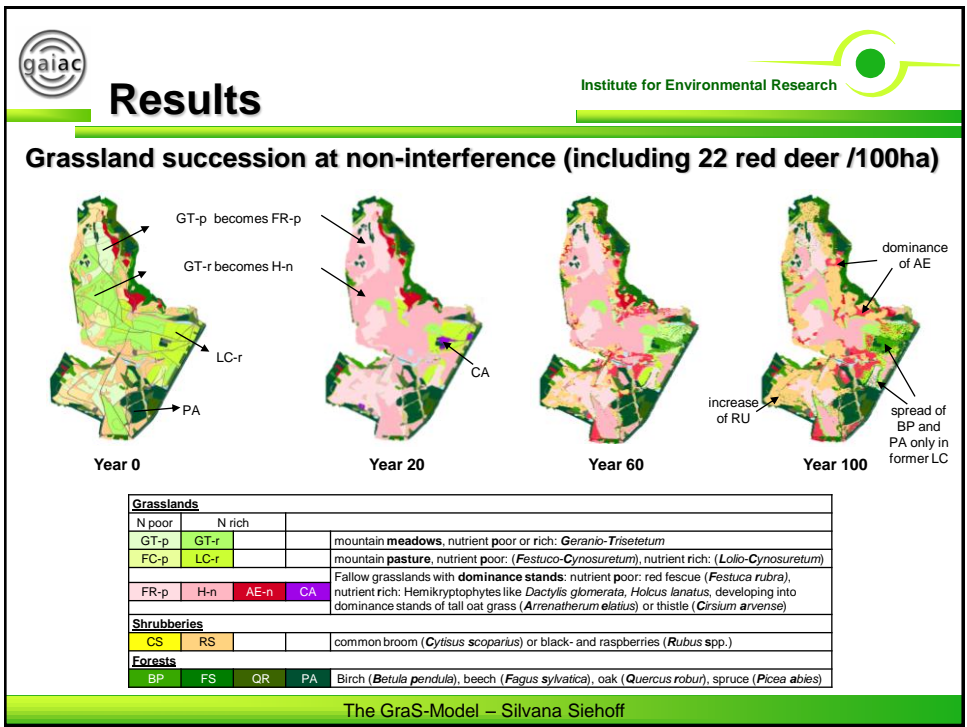 gaiac
Institute for Environmental Research
Results
Grassland succession at non-interference (including 22 red deer /100ha)
GT-p becomes FR-p
GT-r becomes H-n
LC-r
PA
CA
dominance
of AE
increase
of RU
spread of
BP and
PA only in
former LC
Year 0
Year 20
Year 60
Year 100
Grasslands
N poor N rich
GT-p GT-r mountain meadows, nutrient poor or rich: Geranio-Trisetetum
FC-p LC-r mountain pasture, nutrient poor: (Festuco-Cynosuretum), nutrient rich: (Lolio-Cynosuretum)
Fallow grasslands with dominance stands: nutrient poor: red fescue (Festuca rubra),
FR-p H-n AE-n CA nutrient rich: Hemikryptophytes like Dactylis glomerata, Holcus lanatus, developing into
dominance stands of tall oat grass (Arrenatherum elatius) or thistle (Cirsium arvense)
Shrubberies
CS RS common broom (Cytisus scoparius) or black- and raspberries (Rubus spp.)
Forests
BP FS QR PA Birch (Betula pendula), beech (Fagus sylvatica), oak (Quercus robur), spruce (Picea abies)
The GraS-Model – Silvana Siehoff